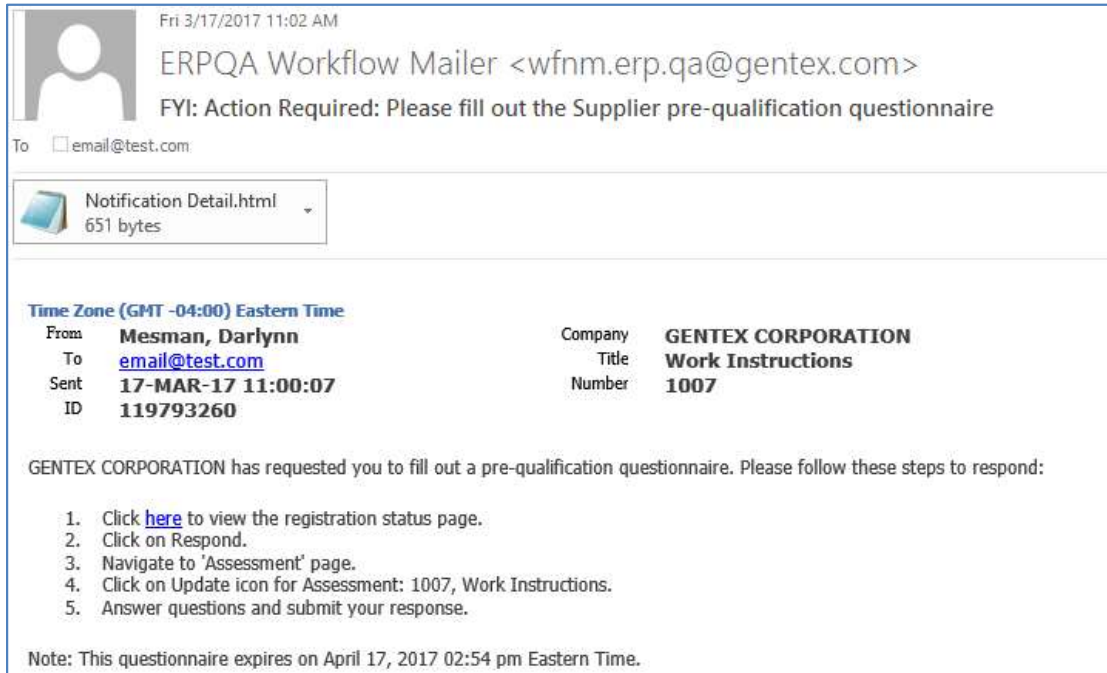 Fri 3/17/2017 11:02 AM
ERPQA Workflow Mailer <wfnm.erp.qa@gentex.com>
FYI: Action Required: Please fill out the Supplier pre-qualification questionnaire
To email@test.com
Notification Detail.html
651 bytes
Time Zone (GMT -04:00) Eastern Time
From Mesman, Darlynn Company GENTEX CORPORATION
To email@test.com Title Work Instructions
Sent 17-MAR-17 11:00:07 Number 1007
ID 119793260
GENTEX CORPORATION has requested you to fill out a pre-qualification questionnaire. Please follow these steps to respond:
1. Click here to view the registration status page.
2. Click on Respond.
3. Navigate to 'Assessment' page.
4. Click on Update icon for Assessment: 1007, Work Instructions.
5. Answer questions and submit your response.
Note: This questionnaire expires on April 17, 2017 02:54 pm Eastern Time.